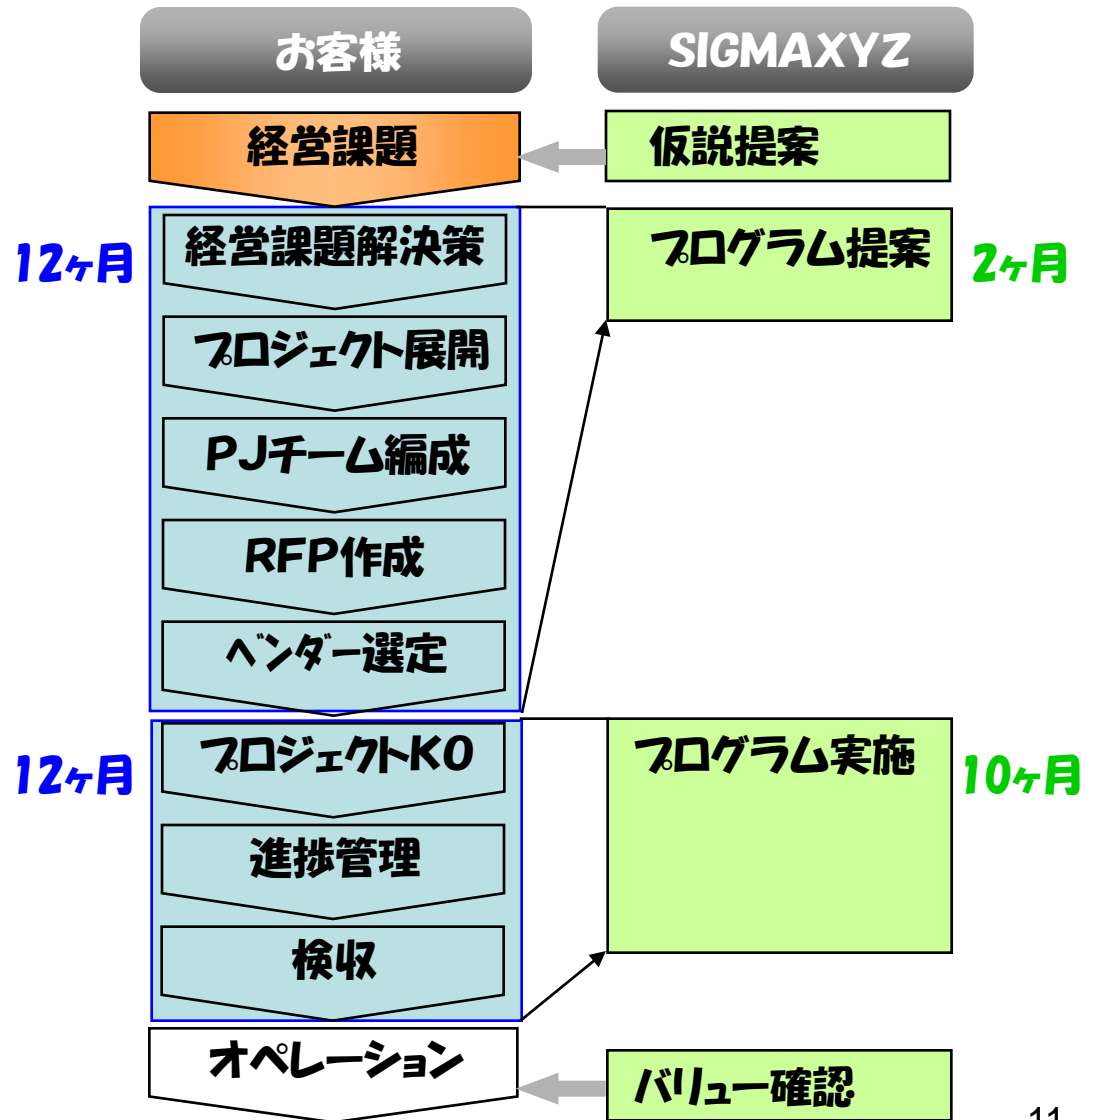 お客様
SIGMAXYZ
経営課題
仮説提案
12ヶ月
経営課題解決策
プログラム提案
2ヶ月
プロジェクト展開
PJチーム編成
RFP作成
ベンダー選定
12ヶ月
プロジェクトKO
プログラム実施
10ヶ月
進捗管理
検収
オペレーション
バリュー確認
11